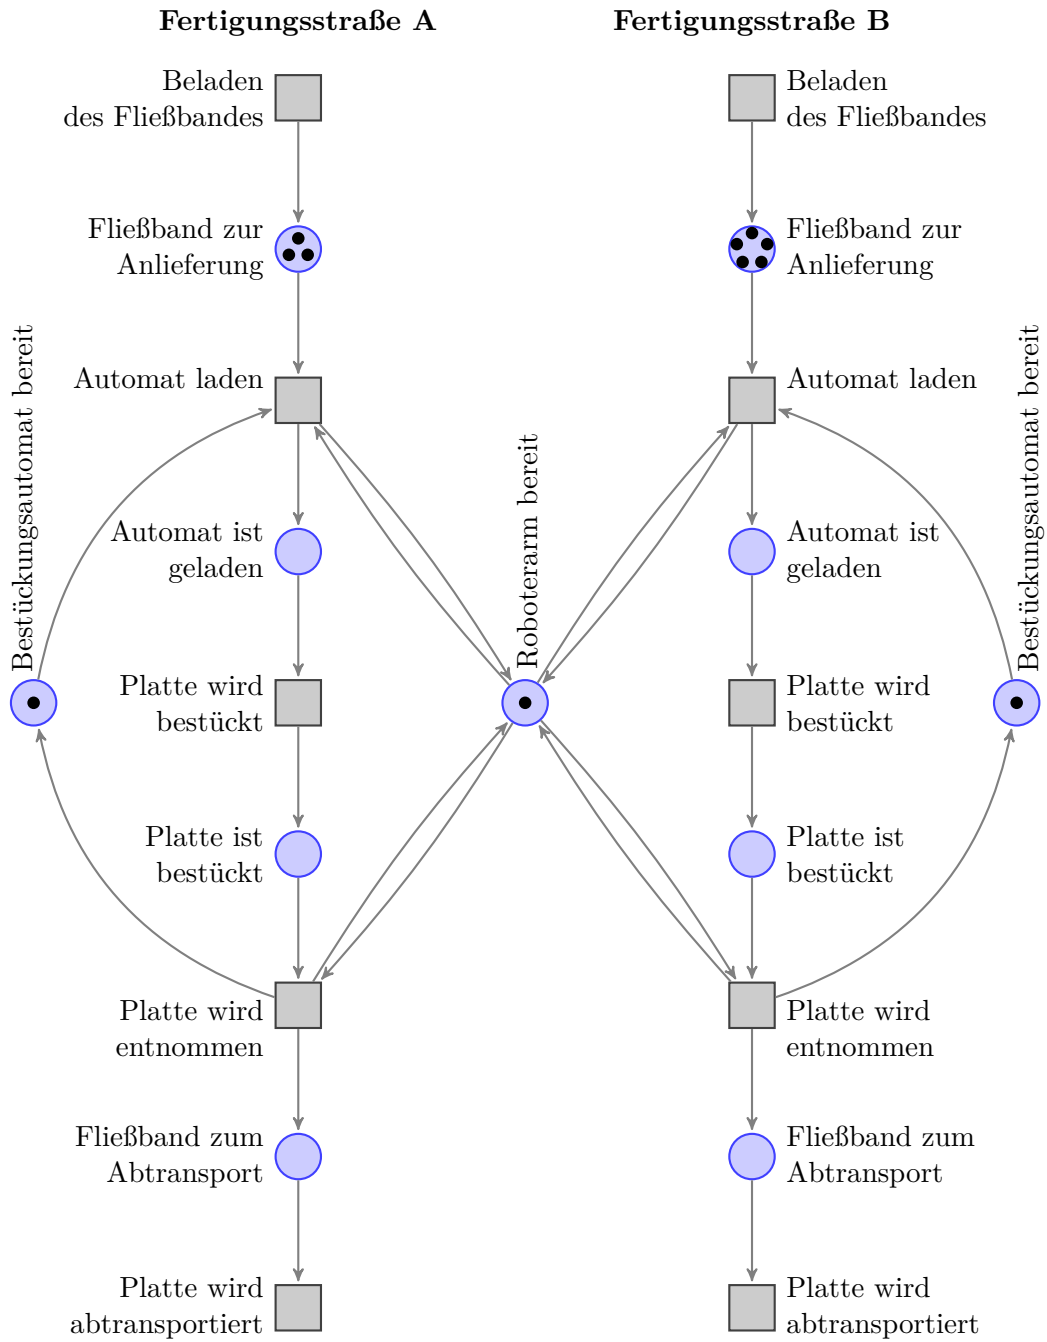 Fertigungsstraße A
Fertigungsstraße B
Beladen
des Fließbandes
Beladen
des Fließbandes
Fließband zur
Anlieferung
Fließband zur
Anlieferung
Bestückungsautomat bereit
Automat laden
Automat laden
Bestückungsautomat bereit
Roboterarm bereit
Automat ist
geladen
Automat ist
geladen
Platte wird
bestückt
Platte wird
bestückt
Platte ist
bestückt
Platte ist
bestückt
Platte wird
entnommen
Platte wird
entnommen
Fließband zum
Abtransport
Fließband zum
Abtransport
Platte wird
abtransportiert
Platte wird
abtransportiert